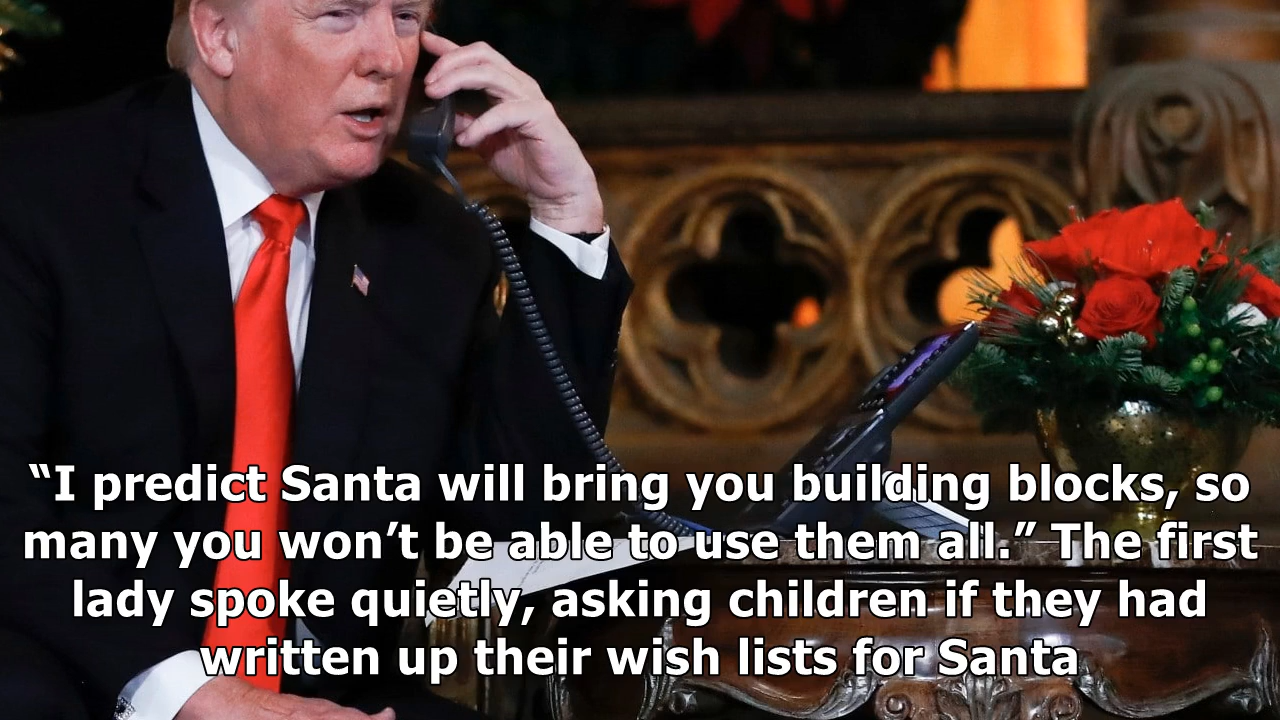 “I predict Santa will bring you building blocks, so
many you won’t be able to use them all.” The first
lady spoke quietly, asking children if they had
written up their wish lists for Santa